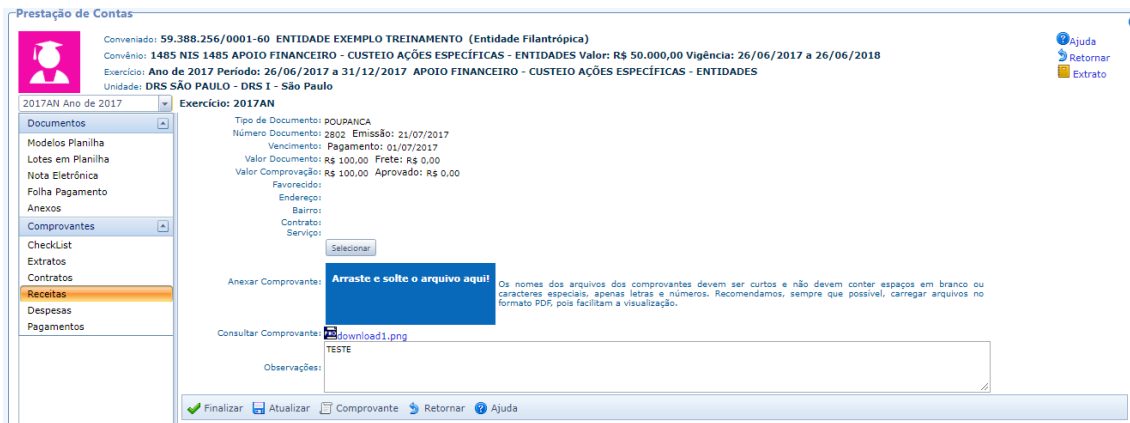 Prestação de Contas
Conveniado: 59.388.256/0001-60 ENTIDADE EXEMPLO TREINAMENTO (Entidade Filantrópica)
Convênio: 1485 NIS 1485 APOIO FINANCEIRO - CUSTEIO AÇÕES ESPECÍFICAS - ENTIDADES Valor: R$ 50.000,00 Vigência: 26/06/2017 a 26/06/2018
Exercício: Ano de 2017 Período: 26/06/2017 a 31/12/2017 APOIO FINANCEIRO - CUSTEIO AÇÕES ESPECÍFICAS - ENTIDADES
Unidade: DRS SÃO PAULO - DRS I - São Paulo
Ajuda
Retornar
Extrato
2017AN Ano de 2017
Exercício: 2017AN
Documentos
Modelos Planilha
Lotes em Planilha
Nota Eletrônica
Folha Pagamento
Anexos
Comprovantes
CheckList
Extratos
Contratos
Receitas
Despesas
Pagamentos
Tipo de Documento: POUPANCA
Número Documento: 2802 Emissão: 21/07/2017
Vencimento: Pagamento: 01/07/2017
Valor Documento: R$ 100,00 Frete: R$ 0,00
Valor Comprovação: R$ 100,00 Aprovado: R$ 0,00
Favorecido:
Endereço:
Bairro:
Contrato:
Serviço:
Selecionar
Anexar Comprovante: Arraste e solte o arquivo aqui!
Os nomes dos arquivos dos comprovantes devem ser curtos e não devem conter espaços em branco ou
caracteres especiais, apenas letras e números. Recomendamos, sempre que possível, carregar arquivos no
formato PDF, pois facilitam a visualização.
Consultar Comprovante: download1.png
Observações: TESTE
Finalizar Atualizar Comprovante Retornar Ajuda